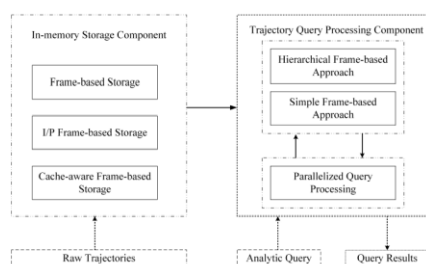 In-memory Storage Component
Frame-based Storage
I/P Frame-based Storage
Cache-aware Frame-based
Storage
Raw Trajectories
Trajectory Query Processing Component
Hierarchical Frame-based
Approach
Simple Frame-based
Approach
Parallelized Query
Processing
Analytic Query
Query Results